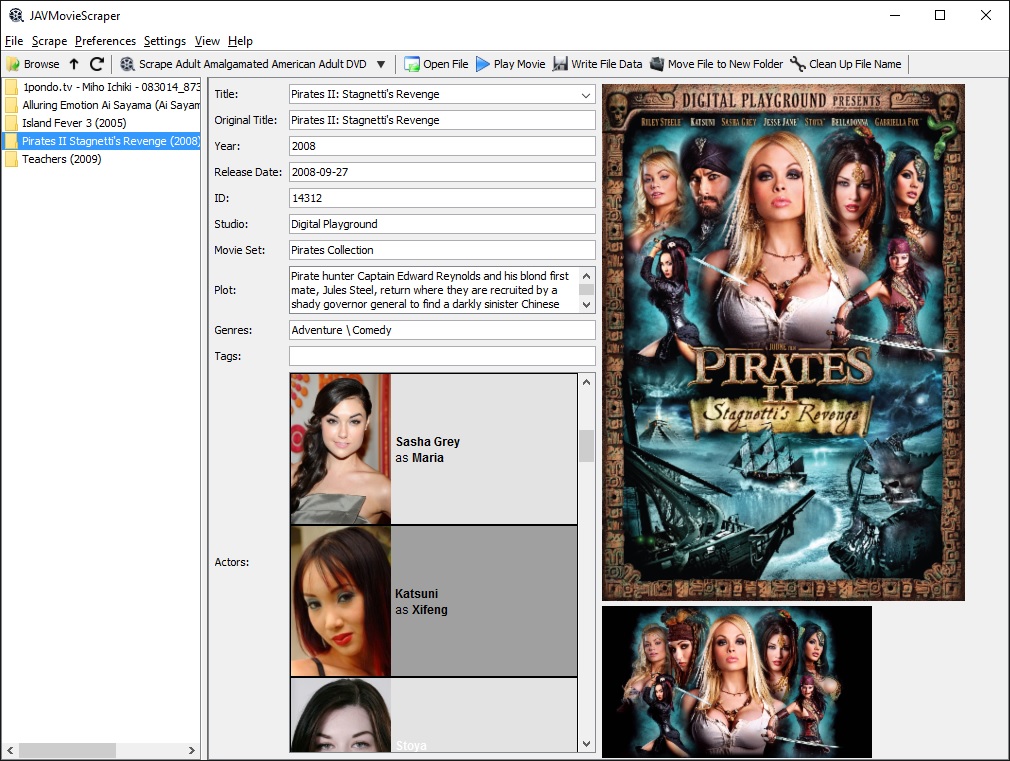 JAVMovieScraper
File Scrape Preferences Settings View Help
Browse Scrape Adult Amalgamated American Adult DVD Open File Play Movie Write File Data Move File to New Folder Clean Up File Name
1pondo.tv - Miho Ichiki - 083014_873
Alluring Emotion Ai Sayama (Ai Sayam
Island Fever 3 (2005)
Pirates II Stagnetti's Revenge (2008)
Teachers (2009)
Title: Pirates II: Stagnetti's Revenge
Original Title: Pirates II: Stagnetti's Revenge
Year: 2008
Release Date: 2008-09-27
ID: 14312
Studio: Digital Playground
Movie Set: Pirates Collection
Plot: Pirate hunter Captain Edward Reynolds and his blond first
mate, Jules Steel, return where they are recruited by a
shady governor general to find a darkly sinister Chinese
Genres: Adventure \ Comedy
Tags:
Actors:
Sasha Grey
as Maria
Katsuni
as Xifeng
Stoya
DIGITAL PLAYGROUND PRESENTS
RILEY STEELE KATSUNI SASHA GREY JESSE JANE STOYA BELLADONNA GABRIELLA FOX
PIRATES
II
Stagnetti's Revenge